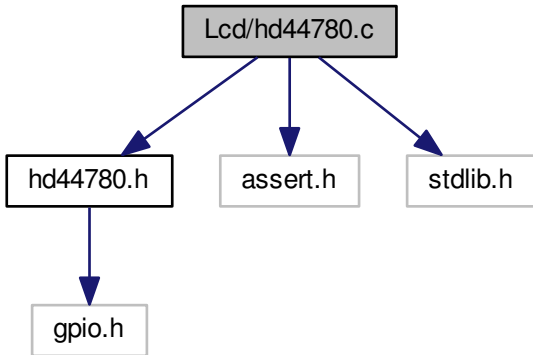 Lcd/hd44780.c
hd44780.h
assert.h
stdlib.h
gpio.h